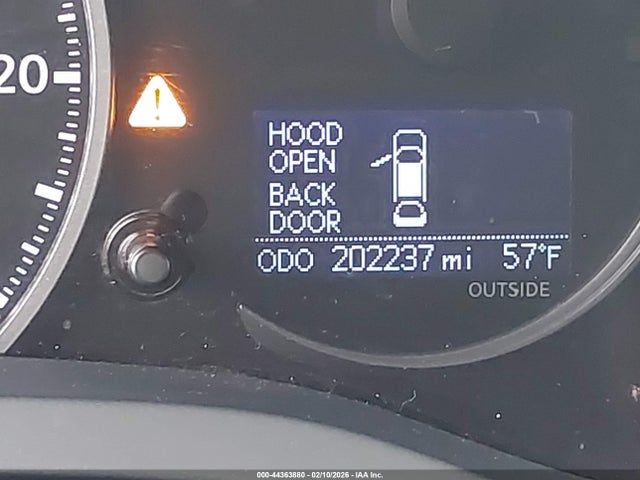 20
HOOD
OPEN
BACK
DOOR
ODO 202237 mi 57°F
OUTSIDE
000-44363880 - 02/10/2026 - IAA Inc.